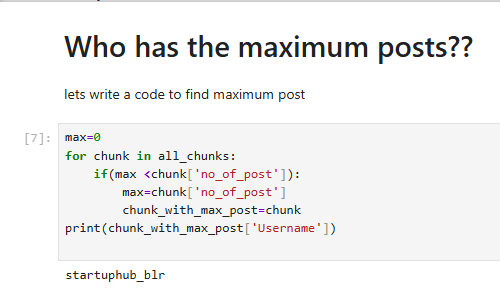 Who has the maximum posts??
lets write a code to find maximum post
[7]: max=0
for chunk in all_chunks:
    if(max <chunk['no_of_post']):
        max=chunk['no_of_post']
        chunk_with_max_post=chunk
print(chunk_with_max_post['Username'])
startuphub_blr